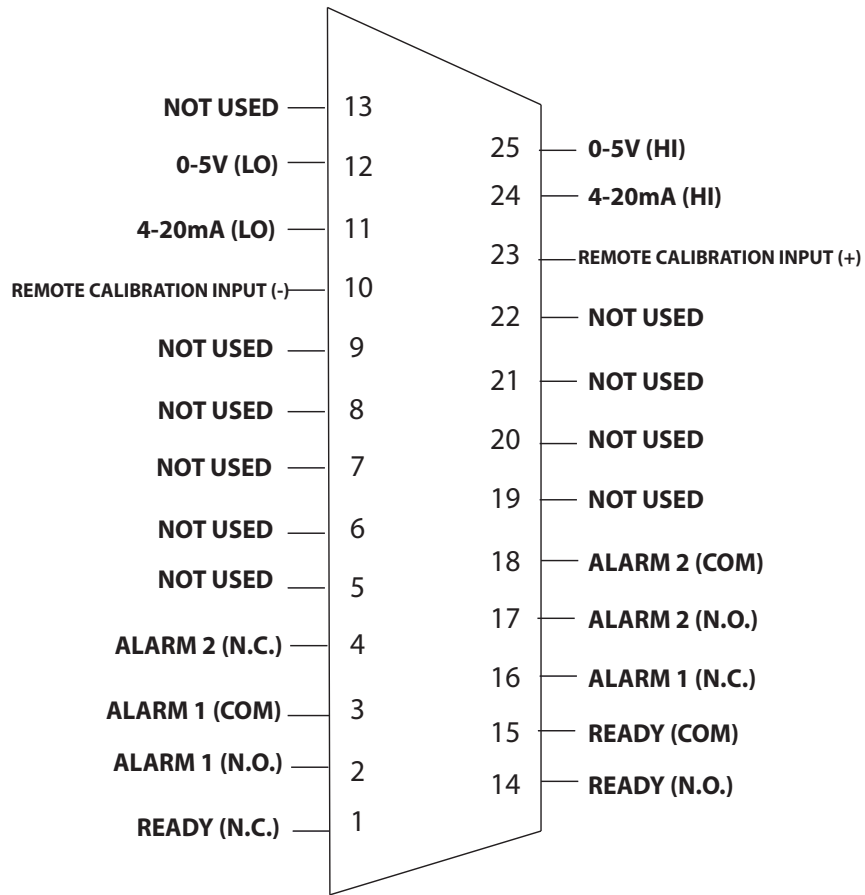 NOT USED 13
0-5V (LO) 12
4-20mA (LO) 11
REMOTE CALIBRATION INPUT (-) 10
NOT USED 9
NOT USED 8
NOT USED 7
NOT USED 6
NOT USED 5
ALARM 2 (N.C.) 4
ALARM 1 (COM) 3
ALARM 1 (N.O.) 2
READY (N.C.) 1
25 0-5V (HI)
24 4-20mA (HI)
23 REMOTE CALIBRATION INPUT (+)
22 NOT USED
21 NOT USED
20 NOT USED
19 NOT USED
18 ALARM 2 (COM)
17 ALARM 2 (N.O.)
16 ALARM 1 (N.C.)
15 READY (COM)
14 READY (N.O.)